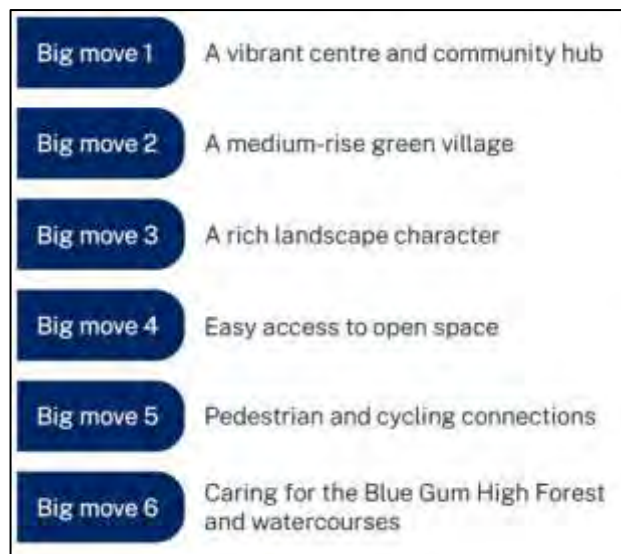 Big move 1 A vibrant centre and community hub
Big move 2 A medium-rise green village
Big move 3 A rich landscape character
Big move 4 Easy access to open space
Big move 5 Pedestrian and cycling connections
Big move 6 Caring for the Blue Gum High Forest
and watercourses